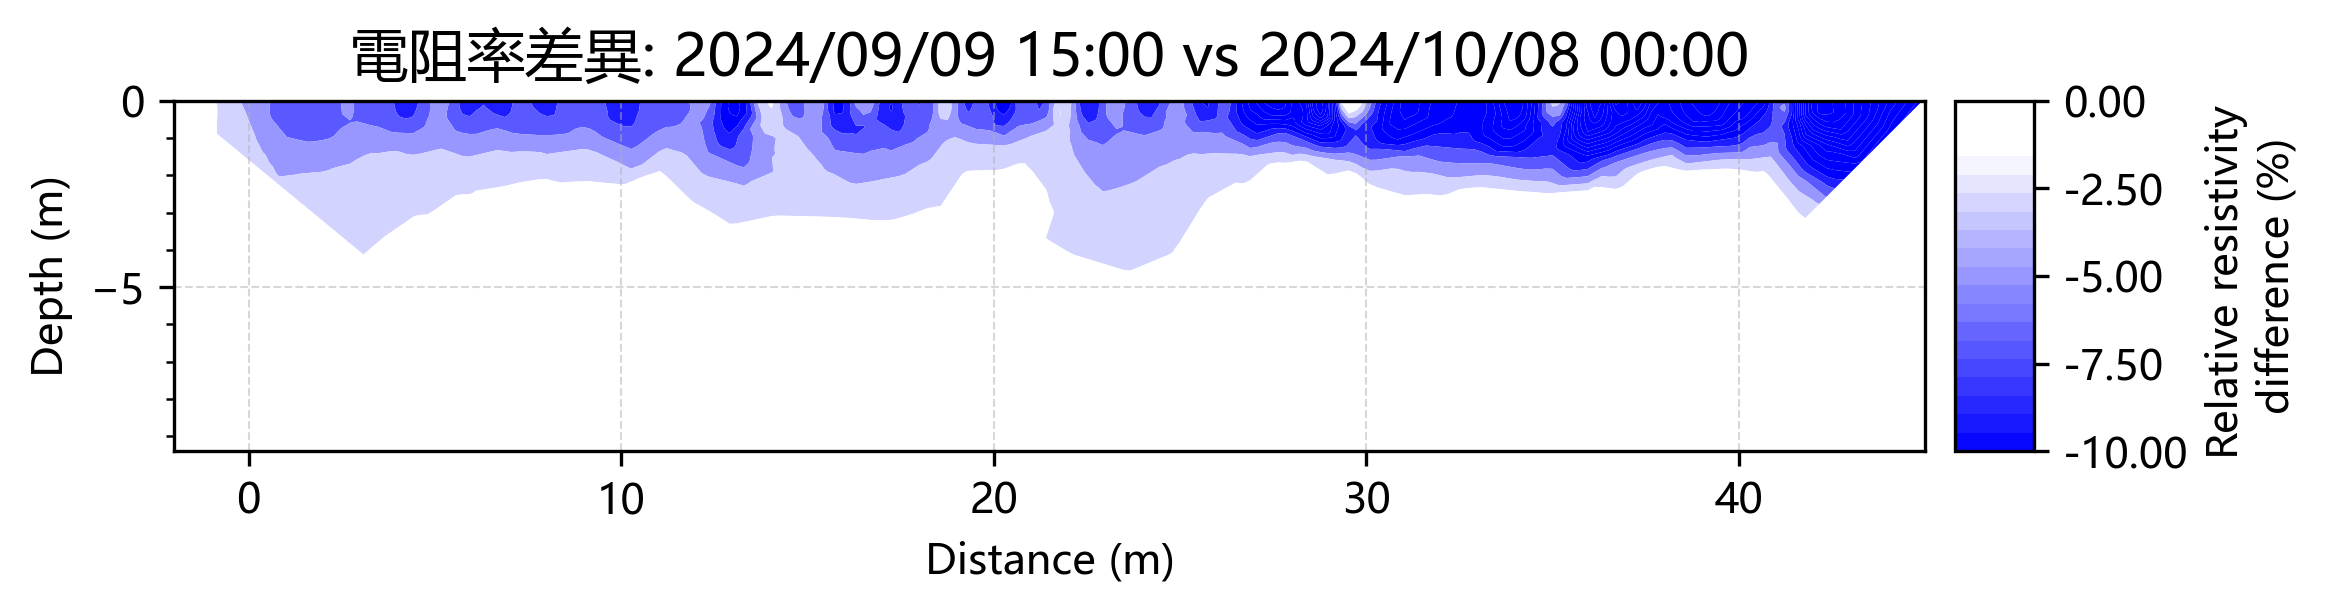 電阻率差異: 2024/09/09 15:00 vs 2024/10/08 00:00
0
−5
Depth (m)
0
10
20
30
40
Distance (m)
0.00
-2.50
-5.00
-7.50
-10.00
Relative resistivity
difference (%)